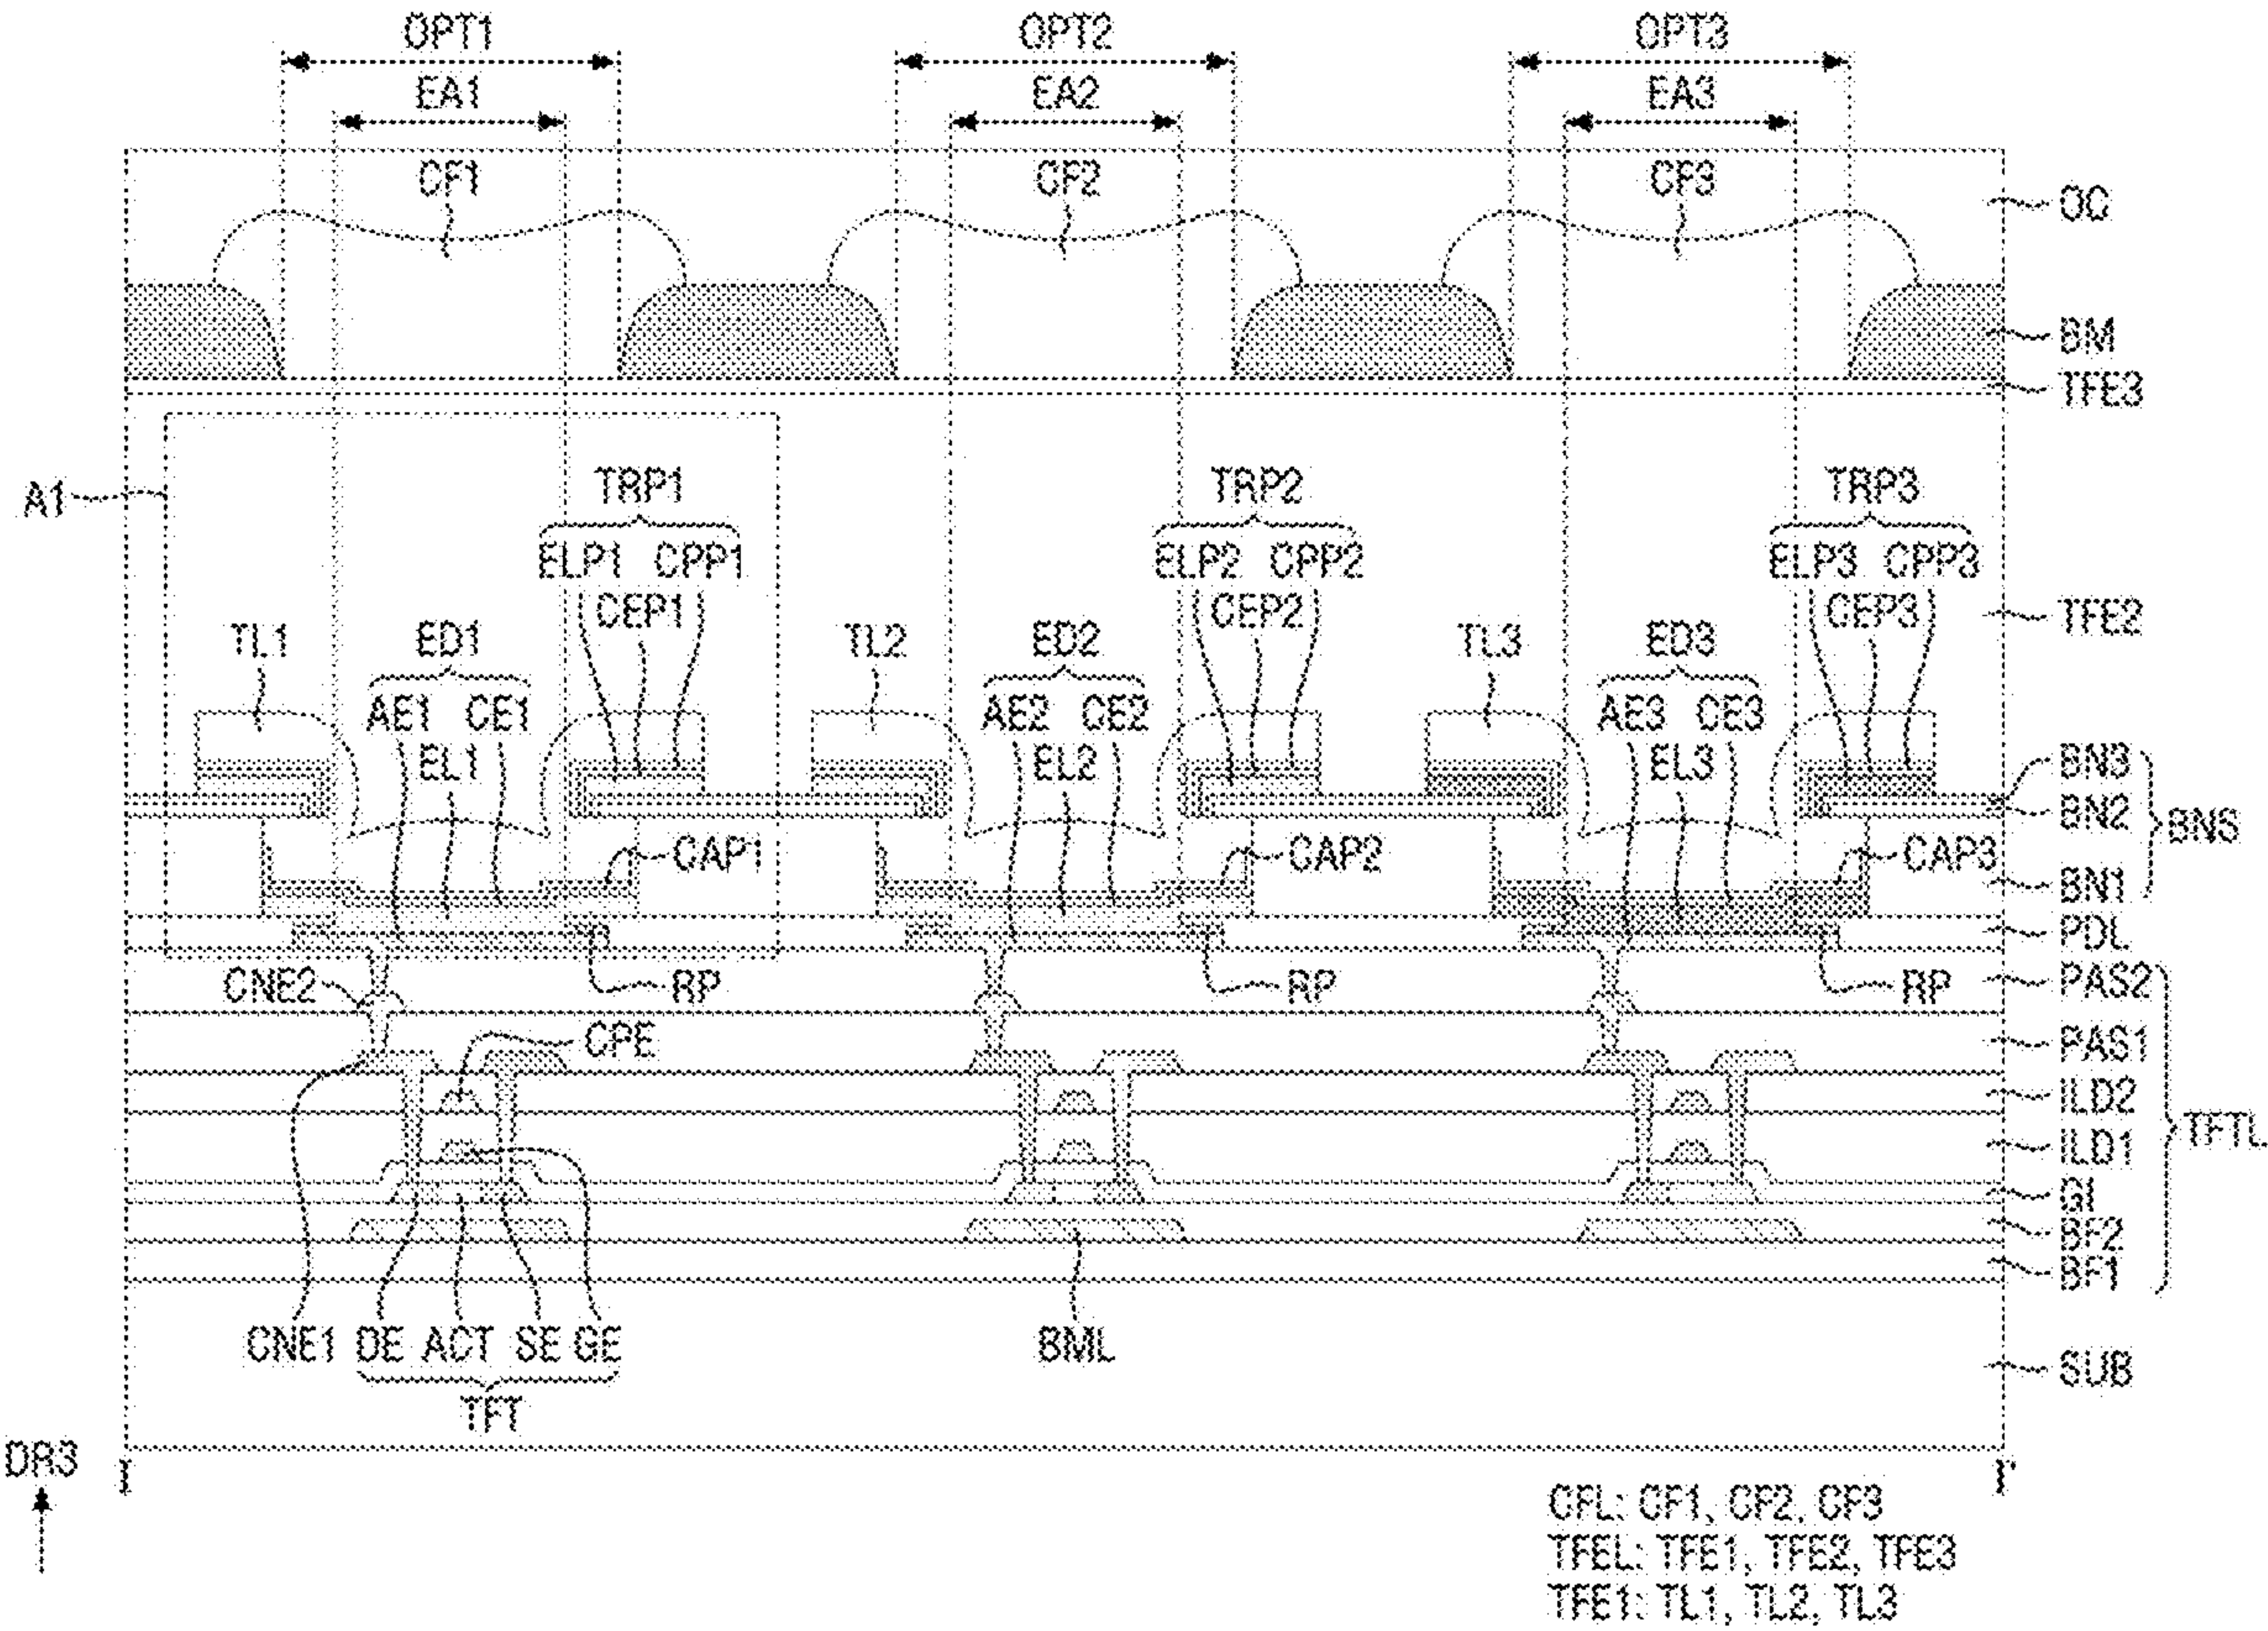 OPT1 OPT2 OPT3
EA1 EA2 EA3
CF1 CF2 CF3
OC
BM
TFE3
A1
TRP1 TRP2 TRP3
ELP1 CPP1 ELP2 CPP2 ELP3 CPP3
CEP1 CEP2 CEP3
TFE2
TL1 ED1 TL2 ED2 TL3 ED3
AE1 CE1 AE2 CE2 AE3 CE3
EL1 EL2 EL3
BN3
BN2
BNS
CAP1 CAP2 CAP3
BN1
PDL
CNE2 RP RP RP PAS2
CPE PAS1
ILD2
TFTL
ILD1
GI
BF2
BF1
CNE1 DE ACT SE GE BML
SUB
TFT
DR3
I I'
CFL: CF1, CF2, CF3
TFEL: TFE1, TFE2, TFE3
TFE1: TL1, TL2, TL3